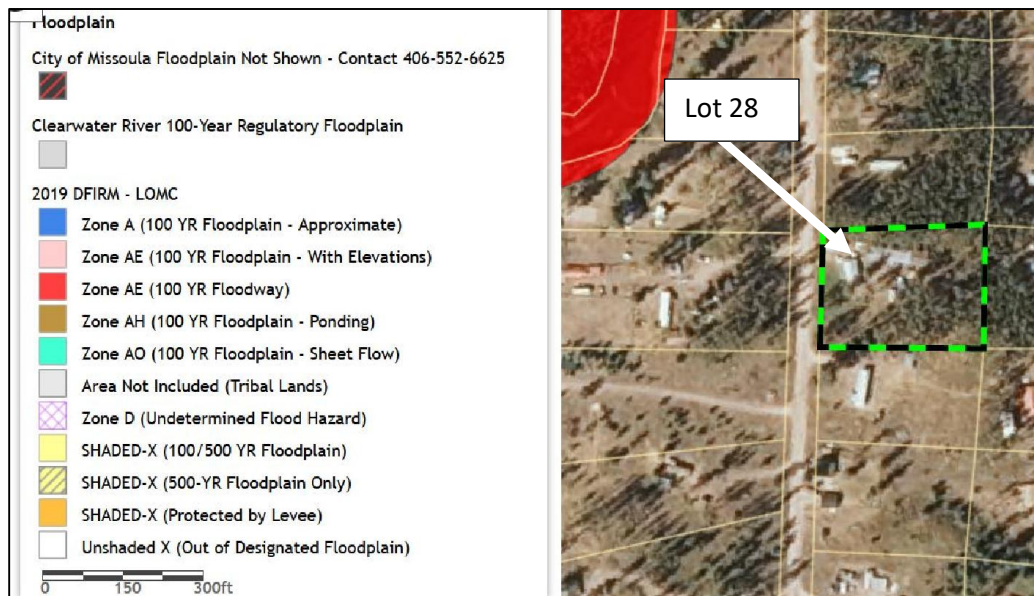 Floodplain
City of Missoula Floodplain Not Shown - Contact 406-552-6625
Clearwater River 100-Year Regulatory Floodplain
2019 DFIRM - LOMC
Zone A (100 YR Floodplain - Approximate)
Zone AE (100 YR Floodplain - With Elevations)
Zone AE (100 YR Floodway)
Zone AH (100 YR Floodplain - Ponding)
Zone AO (100 YR Floodplain - Sheet Flow)
Area Not Included (Tribal Lands)
Zone D (Undetermined Flood Hazard)
SHADED-X (100/500 YR Floodplain)
SHADED-X (500-YR Floodplain Only)
SHADED-X (Protected by Levee)
Unshaded X (Out of Designated Floodplain)
0 150 300ft
Lot 28